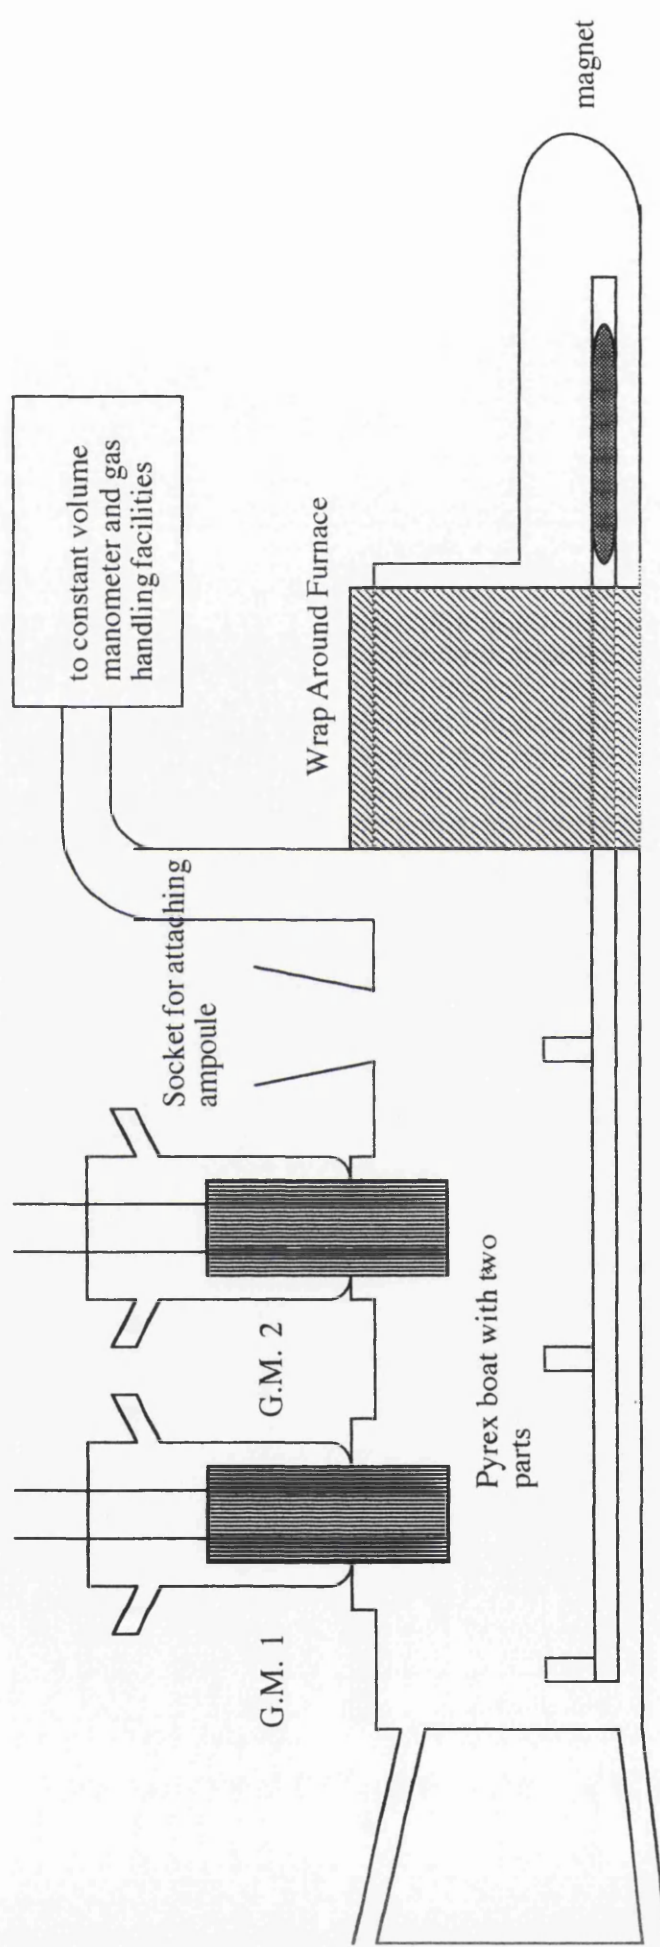 to constant volume
manometer and gas
handling facilities
Socket for attaching
ampoule
Wrap Around Furnace
magnet
G.M. 1
G.M. 2
Pyrex boat with two
parts